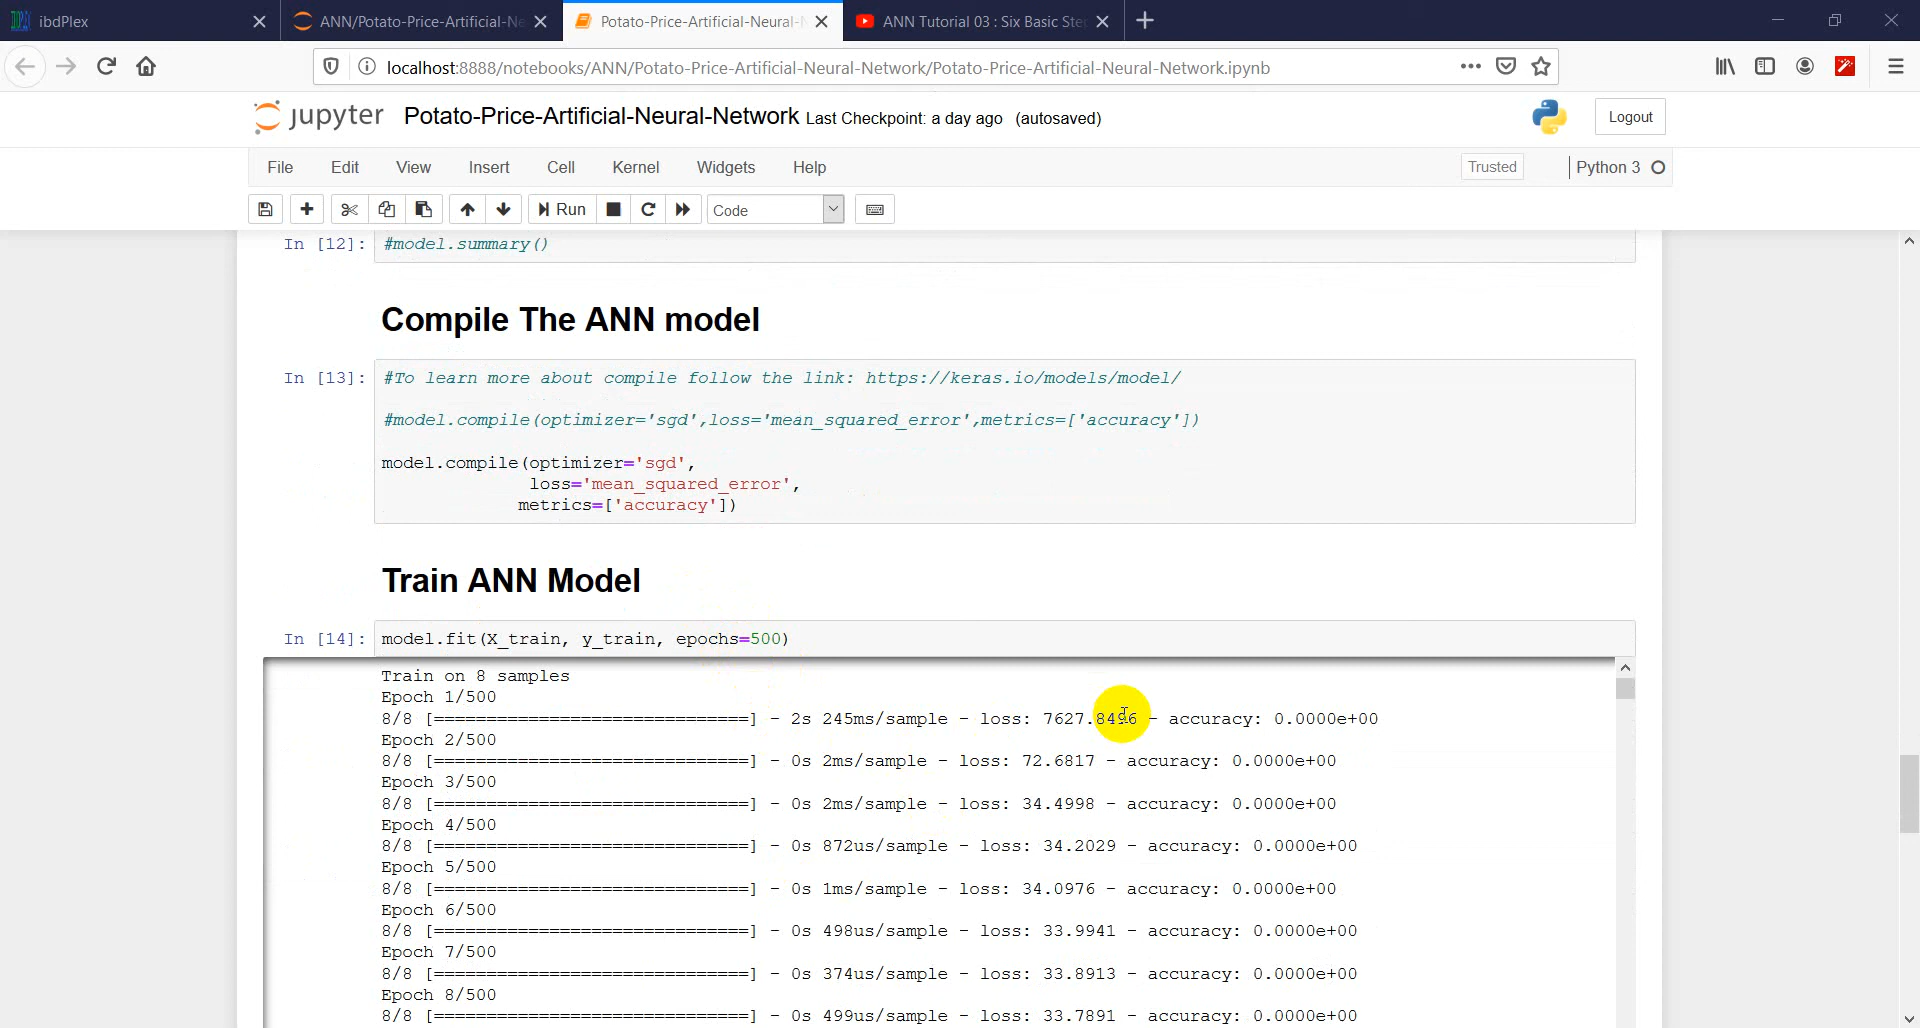 ibdPlex
ANN/Potato-Price-Artificial-Ne
Potato-Price-Artificial-Neural-
ANN Tutorial 03 : Six Basic Ste
localhost:8888/notebooks/ANN/Potato-Price-Artificial-Neural-Network/Potato-Price-Artificial-Neural-Network.ipynb
jupyter Potato-Price-Artificial-Neural-Network Last Checkpoint: a day ago (autosaved)
Logout
File Edit View Insert Cell Kernel Widgets Help Trusted Python 3
Run Code
In [12]: #model.summary()
Compile The ANN model
In [13]: #To learn more about compile follow the link: https://keras.io/models/model/
#model.compile(optimizer='sgd',loss='mean_squared_error',metrics=['accuracy'])
model.compile(optimizer='sgd',
loss='mean_squared_error',
metrics=['accuracy'])
Train ANN Model
In [14]: model.fit(X_train, y_train, epochs=500)
Train on 8 samples
Epoch 1/500
8/8 [==============================] - 2s 245ms/sample - loss: 7627.8496 - accuracy: 0.0000e+00
Epoch 2/500
8/8 [==============================] - 0s 2ms/sample - loss: 72.6817 - accuracy: 0.0000e+00
Epoch 3/500
8/8 [==============================] - 0s 2ms/sample - loss: 34.4998 - accuracy: 0.0000e+00
Epoch 4/500
8/8 [==============================] - 0s 872us/sample - loss: 34.2029 - accuracy: 0.0000e+00
Epoch 5/500
8/8 [==============================] - 0s 1ms/sample - loss: 34.0976 - accuracy: 0.0000e+00
Epoch 6/500
8/8 [==============================] - 0s 498us/sample - loss: 33.9941 - accuracy: 0.0000e+00
Epoch 7/500
8/8 [==============================] - 0s 374us/sample - loss: 33.8913 - accuracy: 0.0000e+00
Epoch 8/500
8/8 [==============================] - 0s 499us/sample - loss: 33.7891 - accuracy: 0.0000e+00